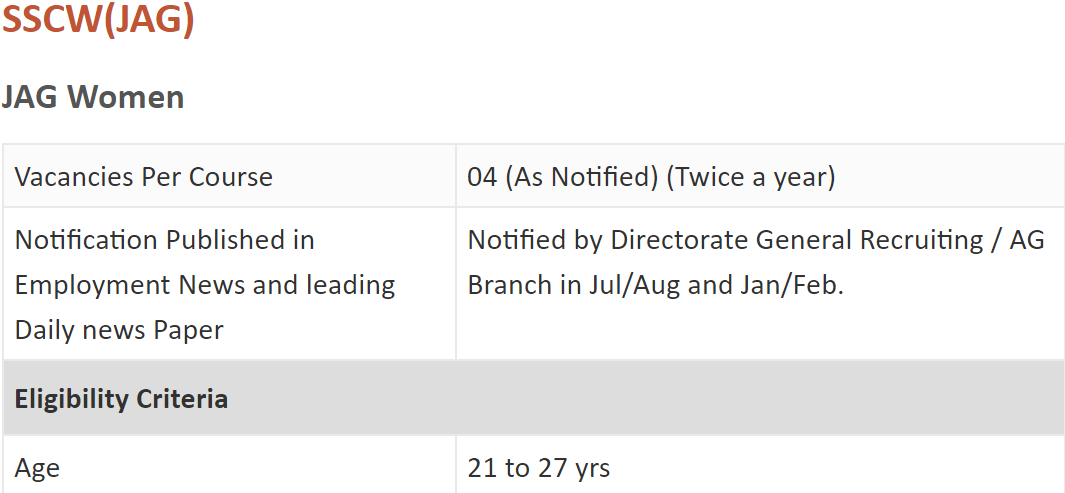 SSCW(JAG)
JAG Women
Vacancies Per Course
04 (As Notified) (Twice a year)
Notification Published in
Employment News and leading
Daily news Paper
Notified by Directorate General Recruiting / AG
Branch in Jul/Aug and Jan/Feb.
Eligibility Criteria
Age
21 to 27 yrs